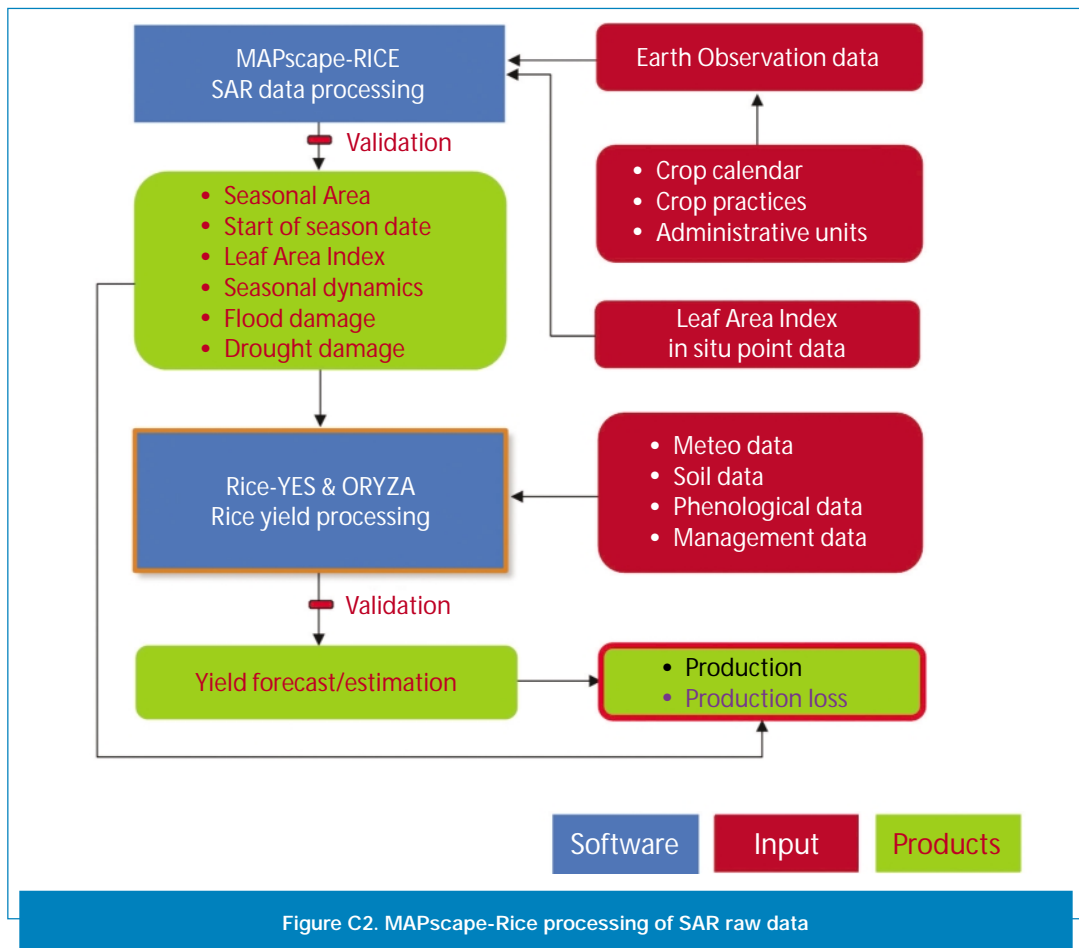 MAPscape-RICE
SAR data processing
Earth Observation data
Validation
• Crop calendar
• Crop practices
• Administrative units
• Seasonal Area
• Start of season date
• Leaf Area Index
• Seasonal dynamics
• Flood damage
• Drought damage
Leaf Area Index
in situ point data
Rice-YES & ORYZA
Rice yield processing
• Meteo data
• Soil data
• Phenological data
• Management data
Validation
Yield forecast/estimation
• Production
• Production loss
Software
Input
Products
Figure C2. MAPscape-Rice processing of SAR raw data